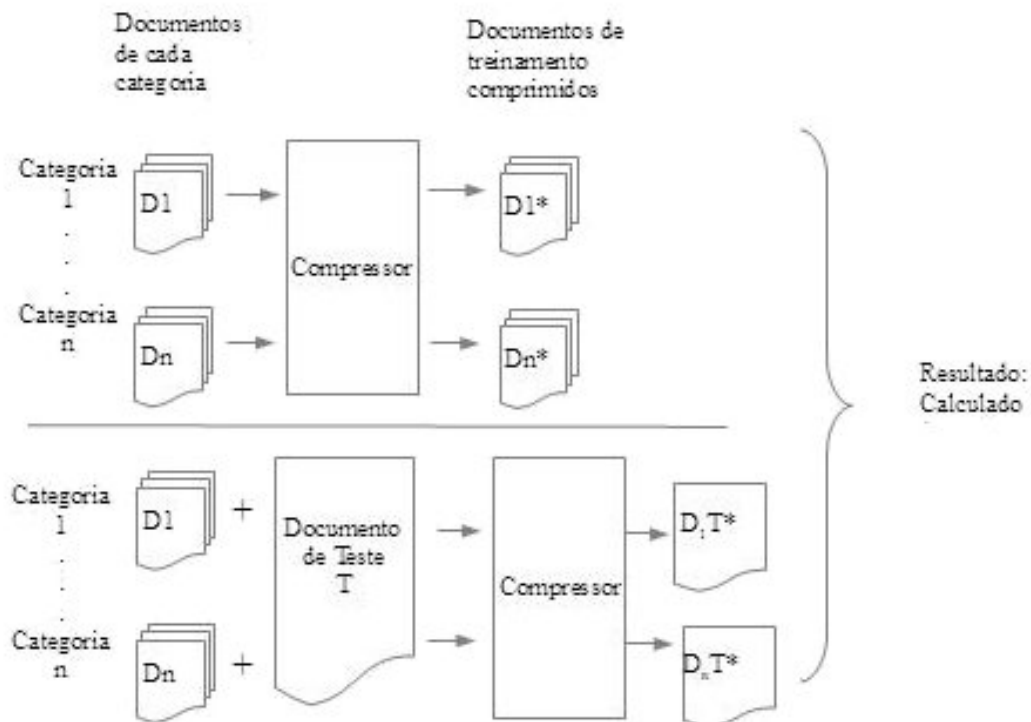 Documentos
de cada
categoria
Documentos de
treinamento
comprimidos
Categoria
1
.
.
.
Categoria
n
D1
Dn
Compressor
D1*
Dn*
Resultado:
Calculado
Categoria
1
.
.
.
Categoria
n
D1
+
Dn
+
Documento
de Teste
T
Compressor
D₁T*
DₙT*